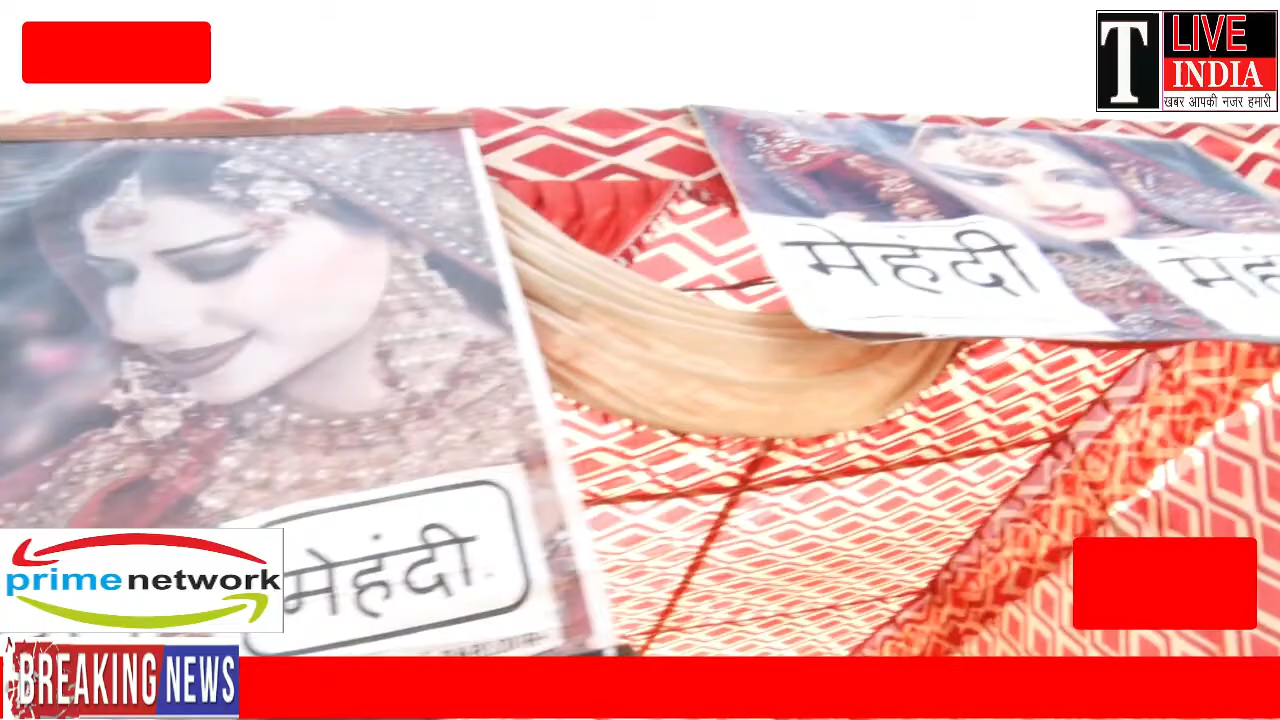 T LIVE
INDIA
खबर आपकी नजर हमारी
मेहंदी
मेहंदी
primenetwork
BREAKING NEWS